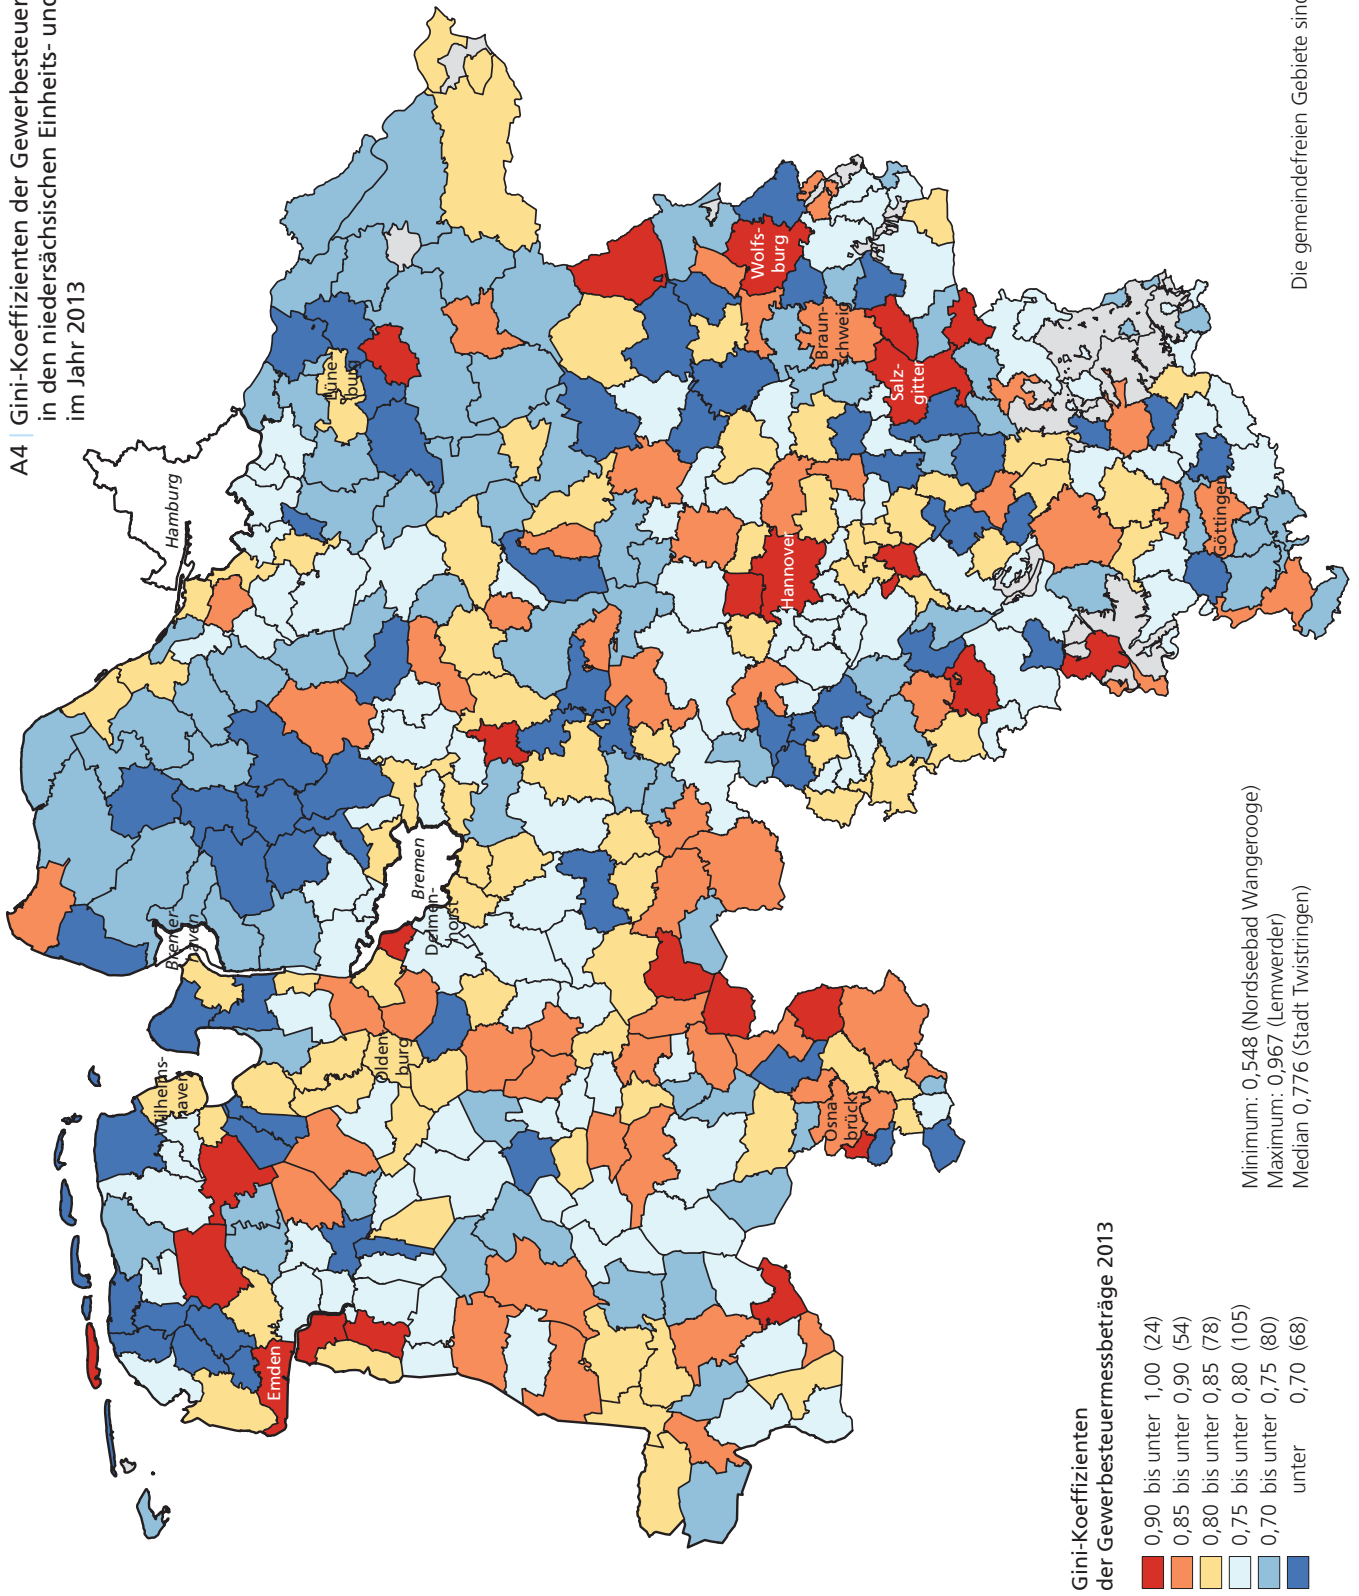 A4 | Gini-Koeffizienten der Gewerbesteuer
in den niedersächsischen Einheits- und
im Jahr 2013
Hamburg
Lüne-
burg
Bremer-
haven
Bremen
Delmen-
horst
Wilhelms-
haven
Olden-
burg
Emden
Osna-
brück
Hannover
Wolfs-
burg
Braun-
schweig
Salz-
gitter
Göttingen
Gini-Koeffizienten
der Gewerbesteuermessbeträge 2013
0,90 bis unter 1,00 (24)
0,85 bis unter 0,90 (54)
0,80 bis unter 0,85 (78)
0,75 bis unter 0,80 (105)
0,70 bis unter 0,75 (80)
unter 0,70 (68)
Minimum: 0,548 (Nordseebad Wangerooge)
Maximum: 0,967 (Lemwerder)
Median 0,776 (Stadt Twistringen)
Die gemeindefreien Gebiete sind